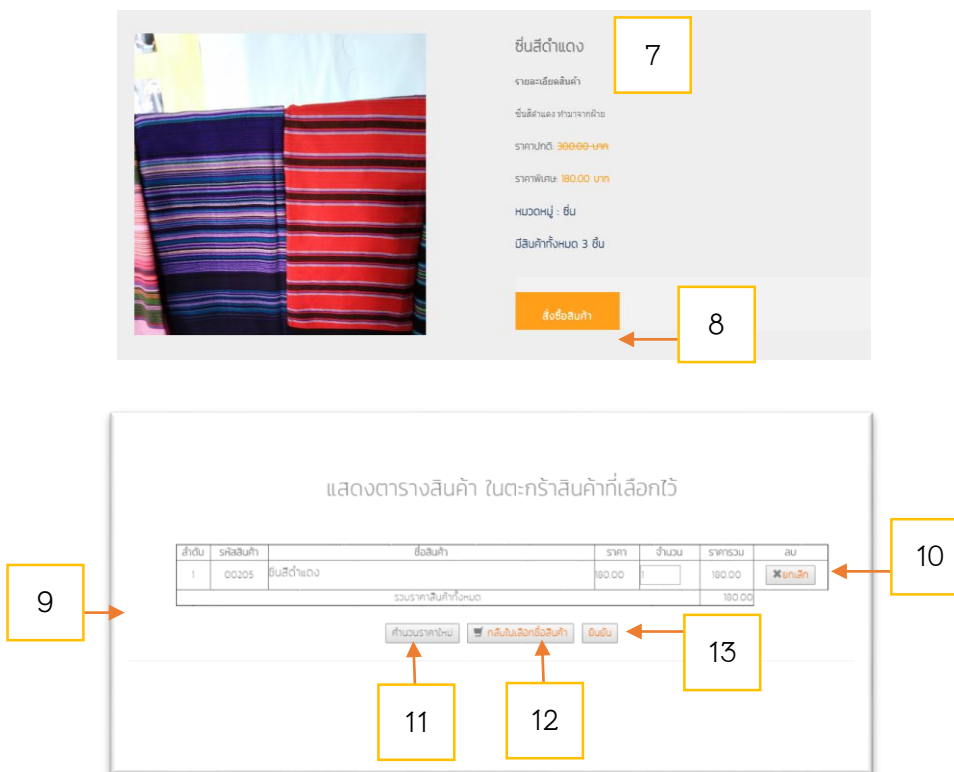 ซิ่นสีดำแดง
7
รายละเอียดสินค้า
ซิ่นสีดำแดง ทำมาจากฝ้าย
ราคาปกติ: 300.00 บาท
ราคาพิเศษ: 180.00 บาท
หมวดหมู่ : ซิ่น
มีสินค้าทั้งหมด 3 ชิ้น
สั่งซื้อสินค้า
8
แสดงตารางสินค้า ในตะกร้าสินค้าที่เลือกไว้
ลำดับ รหัสสินค้า ชื่อสินค้า ราคา จำนวน ราคารวม ลบ
10
1 00205 ซิ่นสีดำแดง 180.00 1 180.00 ยกเลิก
9
รวมราคาสินค้าทั้งหมด 180.00
คำนวนราคาใหม่ กลับไปเลือกซื้อสินค้า ยืนยัน
13
11
12